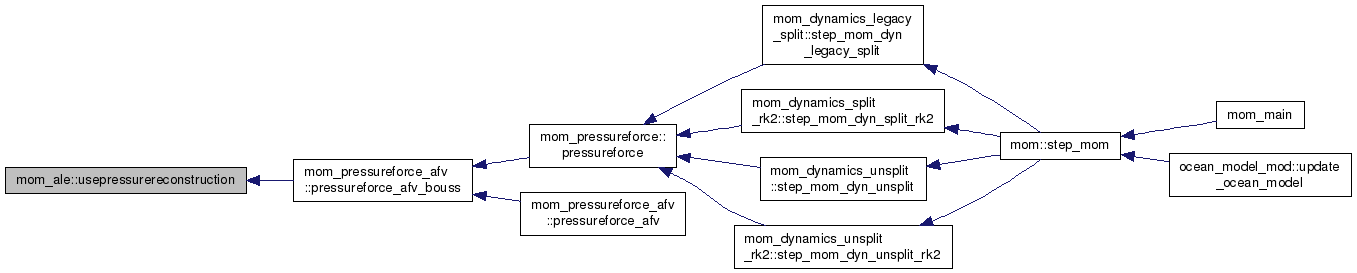 mom_ale::usepressurereconstruction
mom_pressureforce_afv
::pressureforce_afv_bouss
mom_pressureforce::
pressureforce
mom_pressureforce_afv
::pressureforce_afv
mom_dynamics_legacy
_split::step_mom_dyn
_legacy_split
mom_dynamics_split
_rk2::step_mom_dyn_split_rk2
mom_dynamics_unsplit
::step_mom_dyn_unsplit
mom_dynamics_unsplit
_rk2::step_mom_dyn_unsplit_rk2
mom::step_mom
mom_main
ocean_model_mod::update
_ocean_model